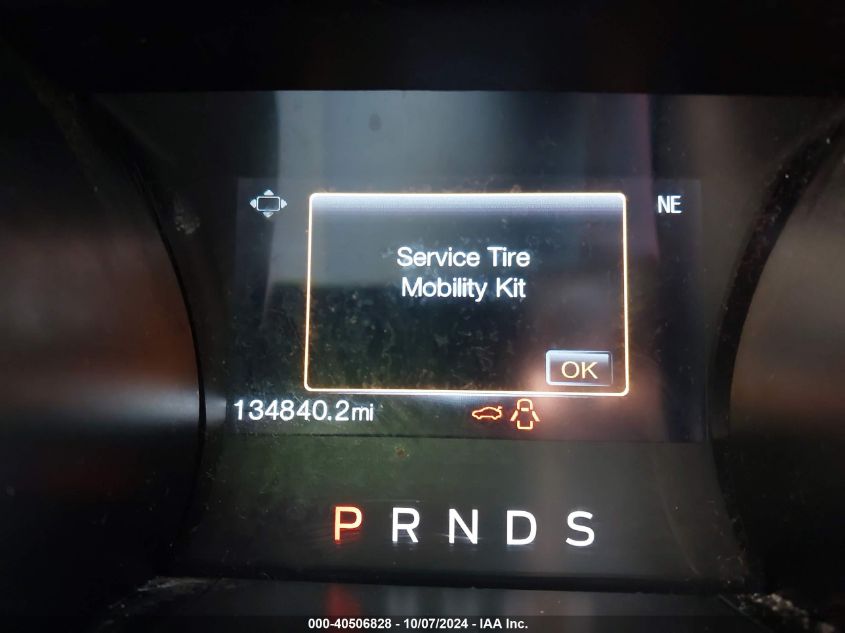 NE
Service Tire
Mobility Kit
OK
134840.2mi
P R N D S
000-40506828 - 10/07/2024 - IAA Inc.